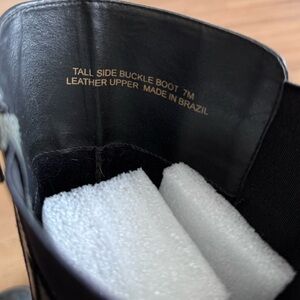 TALL SIDE BUCKLE BOOT 7M
LEATHER UPPER MADE IN BRAZIL